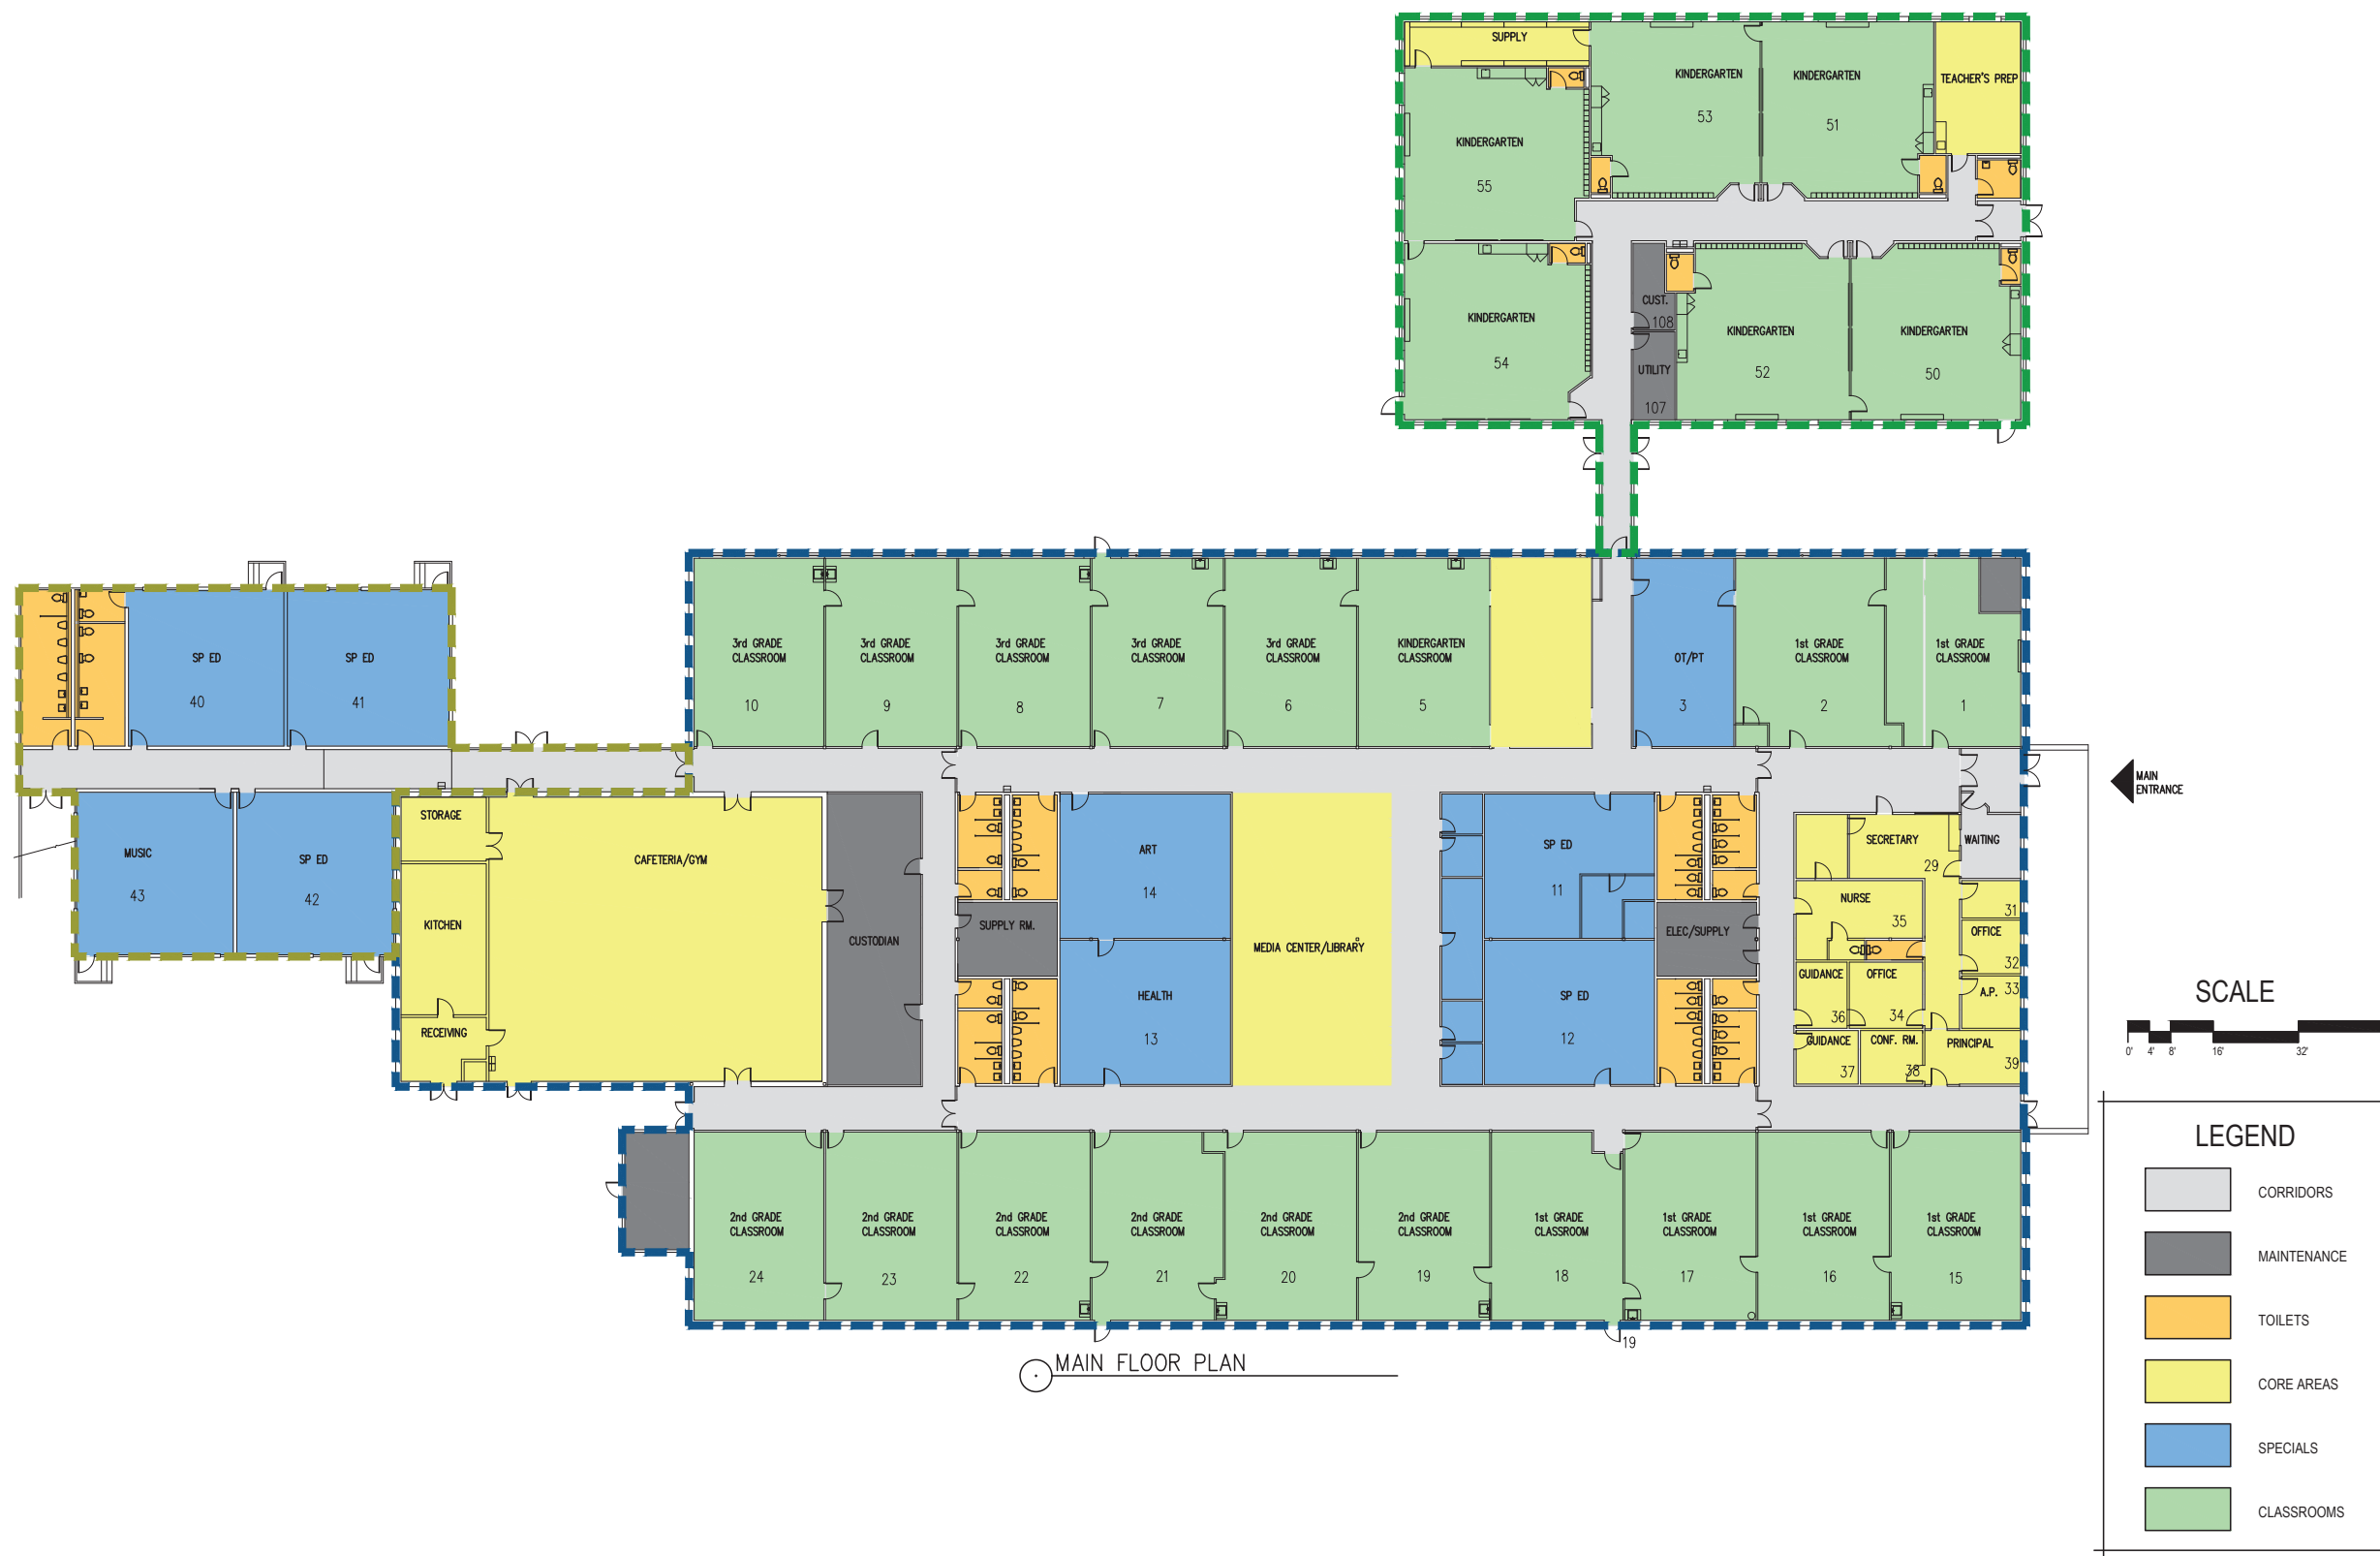 SUPPLY
KINDERGARTEN
53
KINDERGARTEN
51
TEACHER'S PREP
KINDERGARTEN
55
KINDERGARTEN
54
CUST.
108
UTILITY
107
KINDERGARTEN
52
KINDERGARTEN
50
SP ED
40
SP ED
41
3rd GRADE
CLASSROOM
10
3rd GRADE
CLASSROOM
9
3rd GRADE
CLASSROOM
8
3rd GRADE
CLASSROOM
7
3rd GRADE
CLASSROOM
6
KINDERGARTEN
CLASSROOM
5
OT/PT
3
1st GRADE
CLASSROOM
2
1st GRADE
CLASSROOM
1
MAIN
ENTRANCE
MUSIC
43
SP ED
42
STORAGE
KITCHEN
RECEIVING
CAFETERIA/GYM
CUSTODIAN
SUPPLY RM.
ART
14
HEALTH
13
MEDIA CENTER/LIBRARY
SP ED
11
SP ED
12
ELEC/SUPPLY
SECRETARY
29
WAITING
NURSE
35
31
OFFICE
32
GUIDANCE
36
OFFICE
34
A.P.
33
GUIDANCE
37
CONF. RM.
38
PRINCIPAL
39
2nd GRADE
CLASSROOM
24
2nd GRADE
CLASSROOM
23
2nd GRADE
CLASSROOM
22
2nd GRADE
CLASSROOM
21
2nd GRADE
CLASSROOM
20
2nd GRADE
CLASSROOM
19
1st GRADE
CLASSROOM
18
1st GRADE
CLASSROOM
17
1st GRADE
CLASSROOM
16
1st GRADE
CLASSROOM
15
19
MAIN FLOOR PLAN
SCALE
0' 4' 8' 16' 32'
LEGEND
CORRIDORS
MAINTENANCE
TOILETS
CORE AREAS
SPECIALS
CLASSROOMS